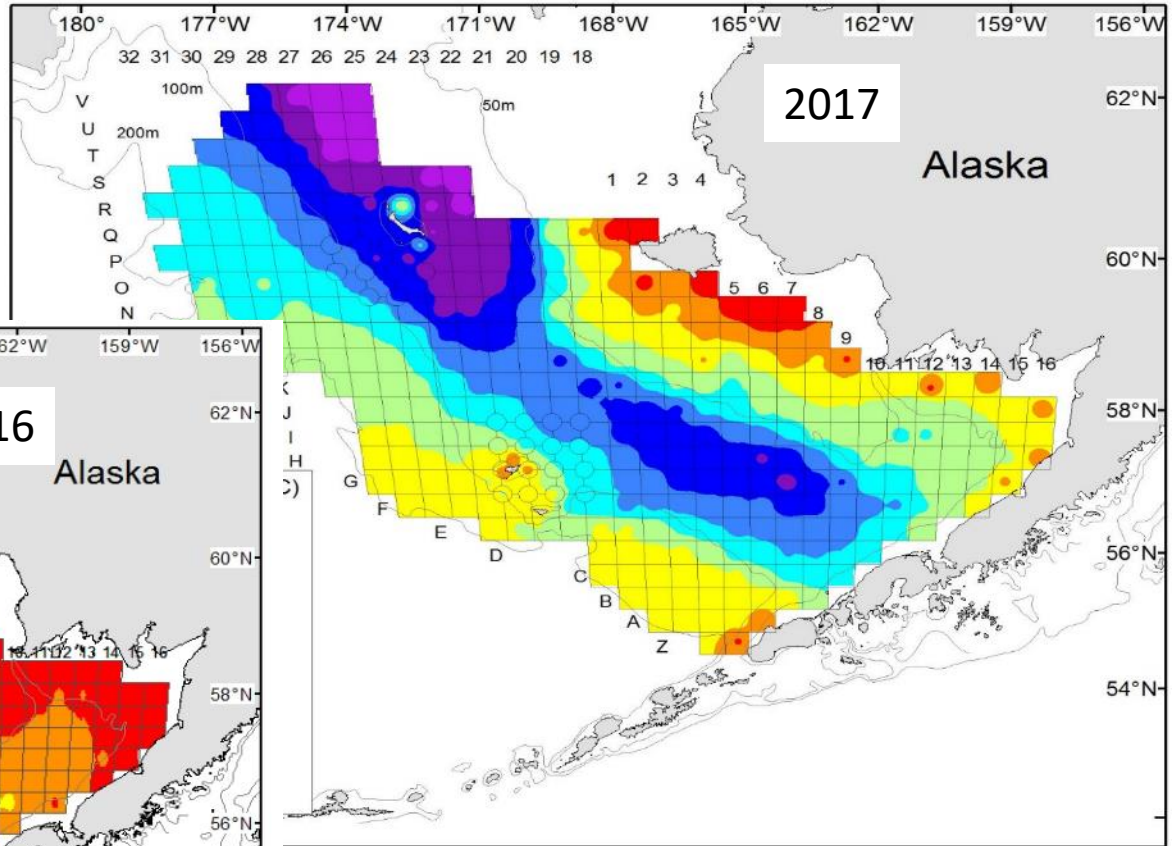 180° 177°W 174°W 171°W 168°W 165°W 162°W 159°W 156°W
32 31 30 29 28 27 26 25 24 23 22 21 20 19 18
2017
62°N
100m
50m
V
U
200m
T
S
R
Q
P
O
N
Alaska
1 2 3 4
60°N
5 6 7
8
9
10 11 12 13 14 15 16
58°N
K
J
I
H
G
F
E
D
C
B
A
Z
56°N
54°N
C)
62°W 159°W 156°W
62°N
16
Alaska
60°N
10 11 12 13 14 15 16
58°N
56°N